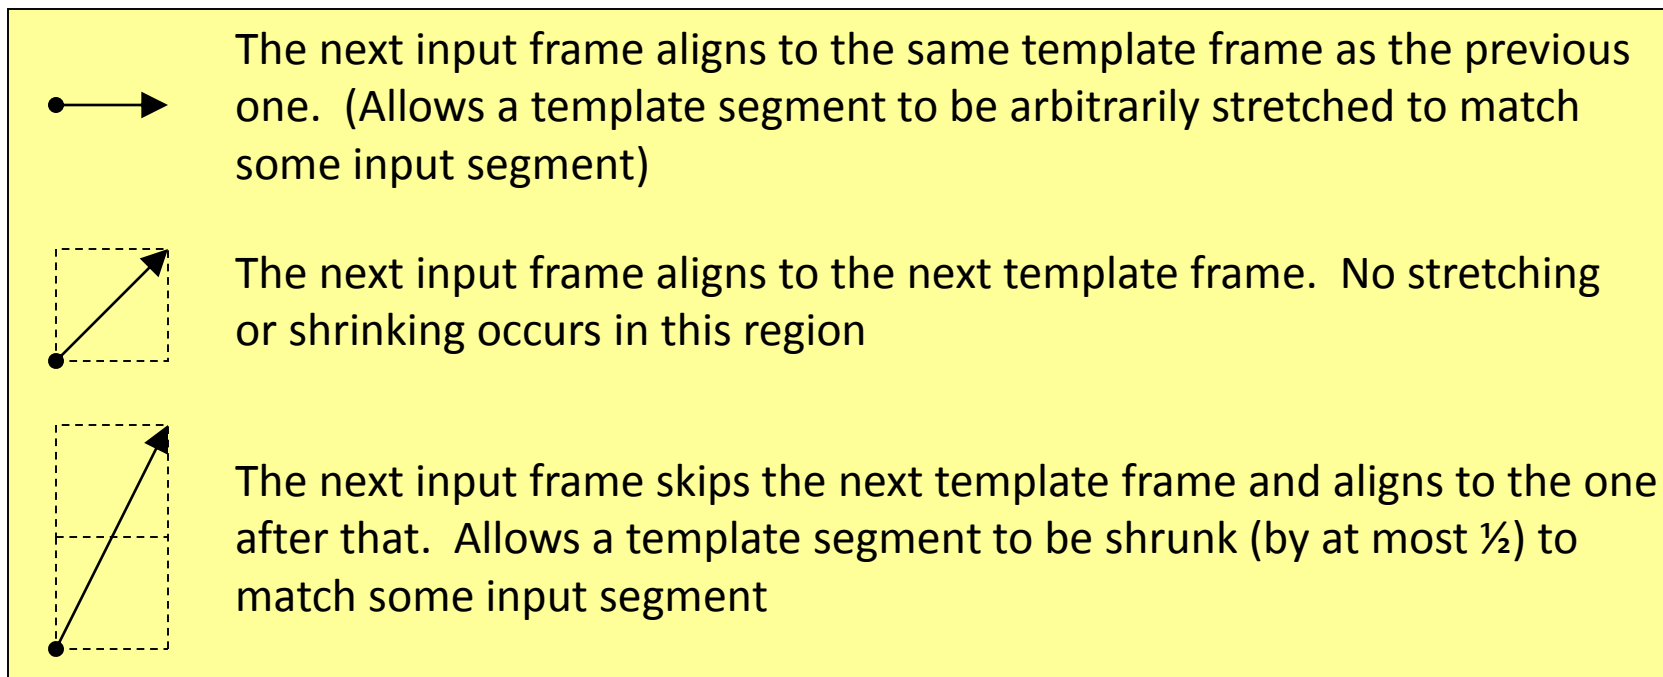 The next input frame aligns to the same template frame as the previous
one.  (Allows a template segment to be arbitrarily stretched to match
some input segment)
The next input frame aligns to the next template frame.  No stretching
or shrinking occurs in this region
The next input frame skips the next template frame and aligns to the one
after that.  Allows a template segment to be shrunk (by at most ½) to
match some input segment